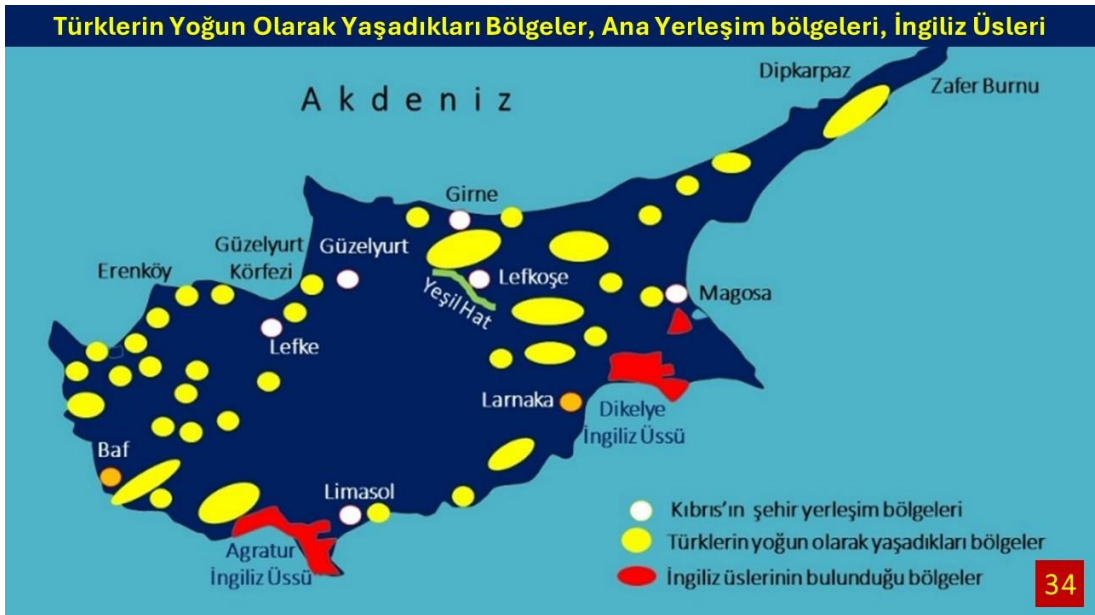 Türklerin Yoğun Olarak Yaşadıkları Bölgeler, Ana Yerleşim bölgeleri, İngiliz Üsleri
Akdeniz
Dipkarpaz
Zafer Burnu
Girne
Güzelyurt
Körfezi
Güzelyurt
Erenköy
Lefkoşe
Yeşil Hat
Magosa
Lefke
Larnaka
Dikelye
İngiliz Üssü
Baf
Limasol
Agratur
İngiliz Üssü
Kıbrıs'ın şehir yerleşim bölgeleri
Türklerin yoğun olarak yaşadıkları bölgeler
İngiliz üslerinin bulunduğu bölgeler
34